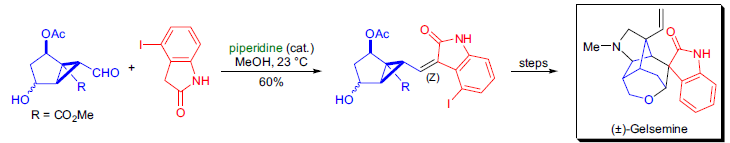 OAc
CHO
HO
R
R = CO2Me
+
I
NH
O
piperidine (cat.)
MeOH, 23 °C
60%
OAc
O
NH
(Z)
R
HO
I
steps
Me
N
O
NH
O
(±)-Gelsemine